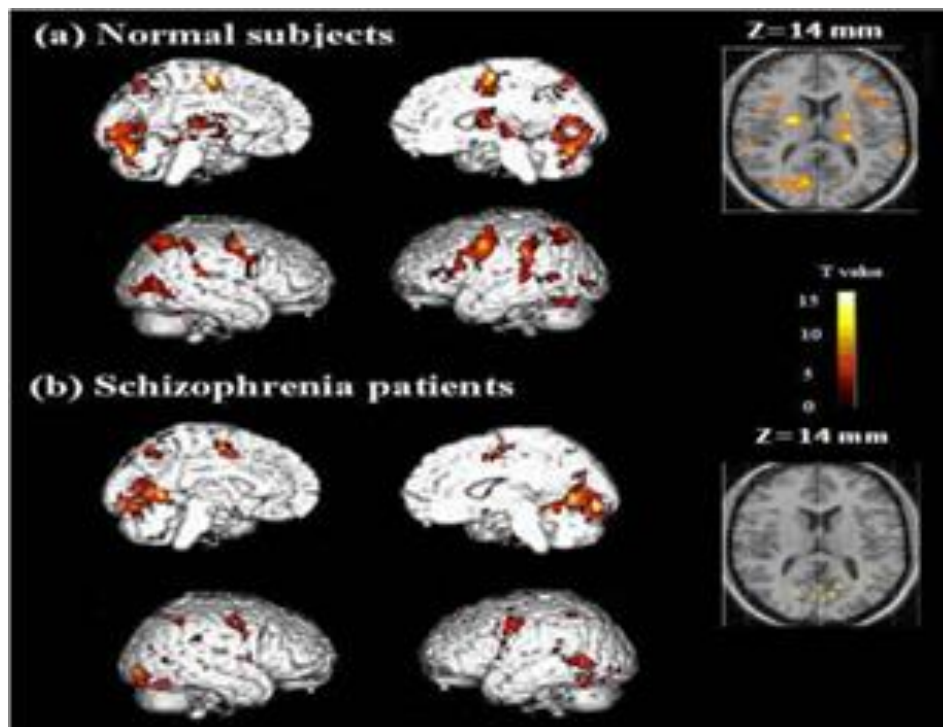 (a) Normal subjects
Z=14 mm
T value
15
10
5
0
(b) Schizophrenia patients
Z=14 mm